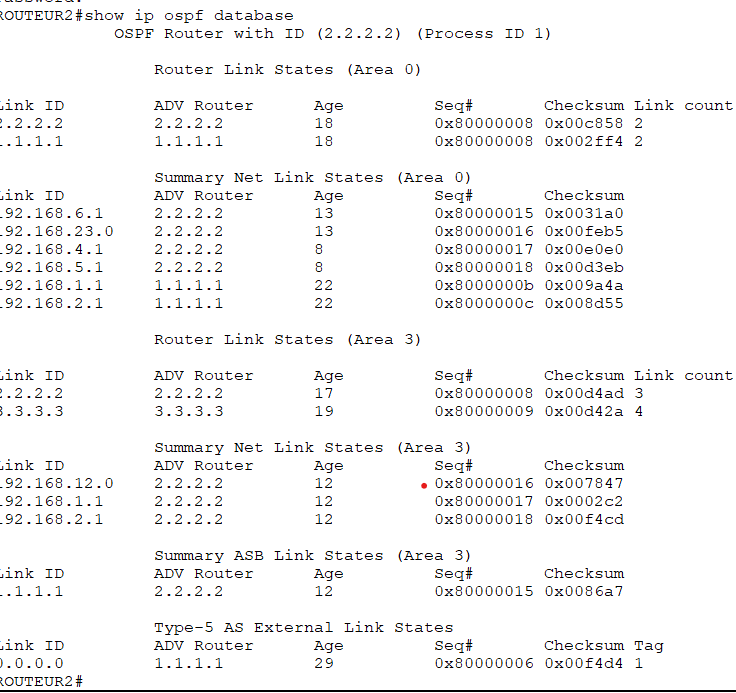 Password:
ROUTEUR2#show ip ospf database
OSPF Router with ID (2.2.2.2) (Process ID 1)
Router Link States (Area 0)
Link ID ADV Router Age Seq# Checksum Link count
2.2.2.2 2.2.2.2 18 0x80000008 0x00c858 2
1.1.1.1 1.1.1.1 18 0x80000008 0x002ff4 2
Summary Net Link States (Area 0)
Link ID ADV Router Age Seq# Checksum
192.168.6.1 2.2.2.2 13 0x80000015 0x0031a0
192.168.23.0 2.2.2.2 13 0x80000016 0x00feb5
192.168.4.1 2.2.2.2 8 0x80000017 0x00e0e0
192.168.5.1 2.2.2.2 8 0x80000018 0x00d3eb
192.168.1.1 1.1.1.1 22 0x8000000b 0x009a4a
192.168.2.1 1.1.1.1 22 0x8000000c 0x008d55
Router Link States (Area 3)
Link ID ADV Router Age Seq# Checksum Link count
2.2.2.2 2.2.2.2 17 0x80000008 0x00d4ad 3
3.3.3.3 3.3.3.3 19 0x80000009 0x00d42a 4
Summary Net Link States (Area 3)
Link ID ADV Router Age Seq# Checksum
192.168.12.0 2.2.2.2 12 0x80000016 0x007847
192.168.1.1 2.2.2.2 12 0x80000017 0x0002c2
192.168.2.1 2.2.2.2 12 0x80000018 0x00f4cd
Summary ASB Link States (Area 3)
Link ID ADV Router Age Seq# Checksum
1.1.1.1 2.2.2.2 12 0x80000015 0x0086a7
Type-5 AS External Link States
Link ID ADV Router Age Seq# Checksum Tag
0.0.0.0 1.1.1.1 29 0x80000006 0x00f4d4 1
ROUTEUR2#